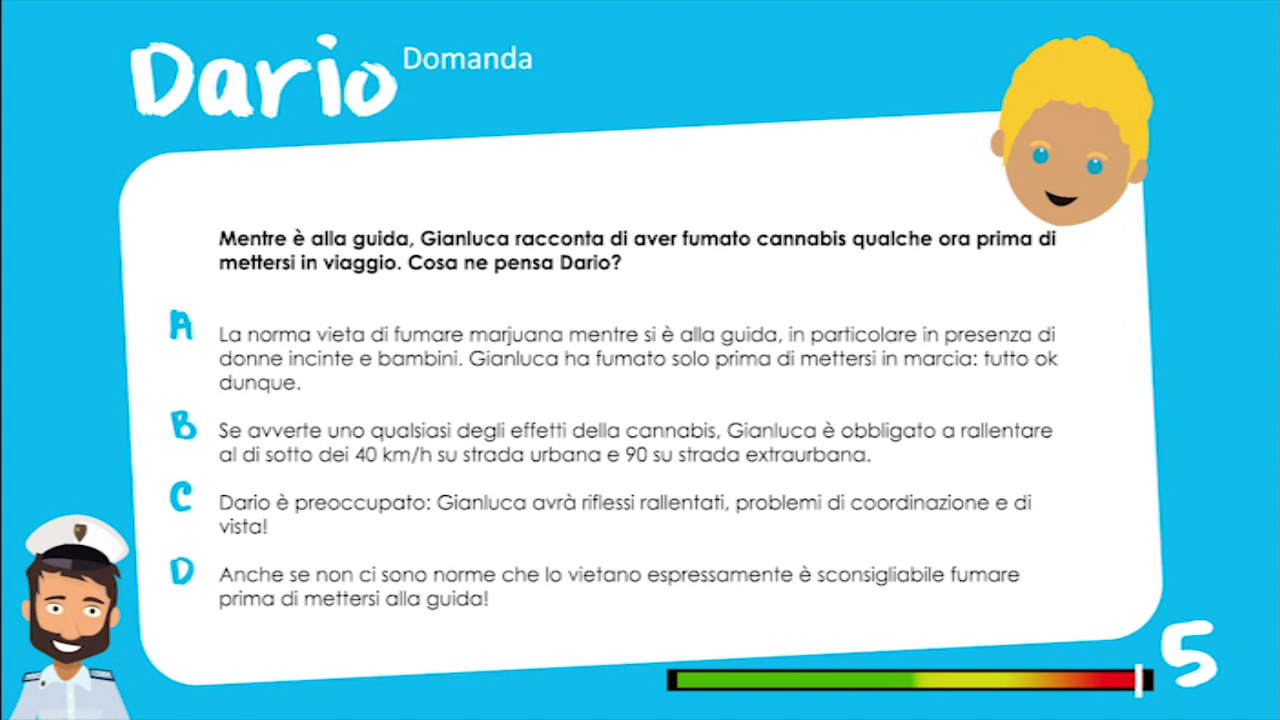 Dario Domanda
Mentre è alla guida, Gianluca racconta di aver fumato cannabis qualche ora prima di
mettersi in viaggio. Cosa ne pensa Dario?
A
La norma vieta di fumare marjuana mentre si è alla guida, in particolare in presenza di
donne incinte e bambini. Gianluca ha fumato solo prima di mettersi in marcia: tutto ok
dunque.
B
Se avverte uno qualsiasi degli effetti della cannabis, Gianluca è obbligato a rallentare
al di sotto dei 40 km/h su strada urbana e 90 su strada extraurbana.
C
Dario è preoccupato: Gianluca avrà riflessi rallentati, problemi di coordinazione e di
vista!
D
Anche se non ci sono norme che lo vietano espressamente è sconsigliabile fumare
prima di mettersi alla guida!
5